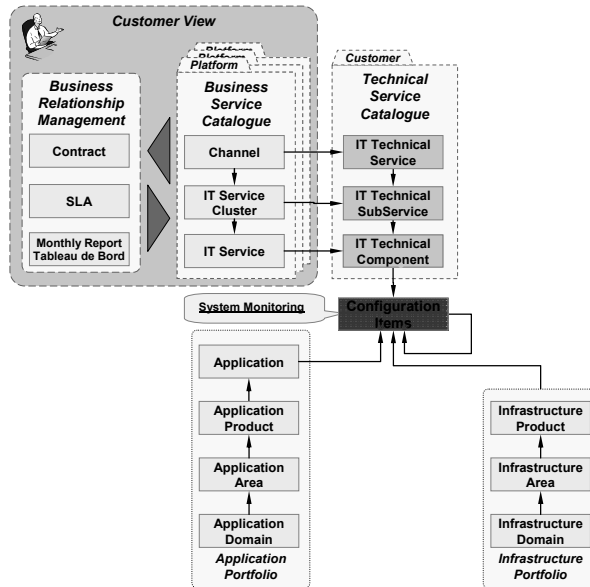 Customer View
Platform
Platform
Platform
Customer
Business
Relationship
Management
Business
Service
Catalogue
Technical
Service
Catalogue
Contract
Channel
IT Technical
Service
SLA
IT Service
Cluster
IT Technical
SubService
Monthly Report
Tableau de Bord
IT Service
IT Technical
Component
System Monitoring
Configuration
Items
Application
Application
Product
Infrastructure
Product
Application
Area
Infrastructure
Area
Application
Domain
Infrastructure
Domain
Application
Portfolio
Infrastructure
Portfolio